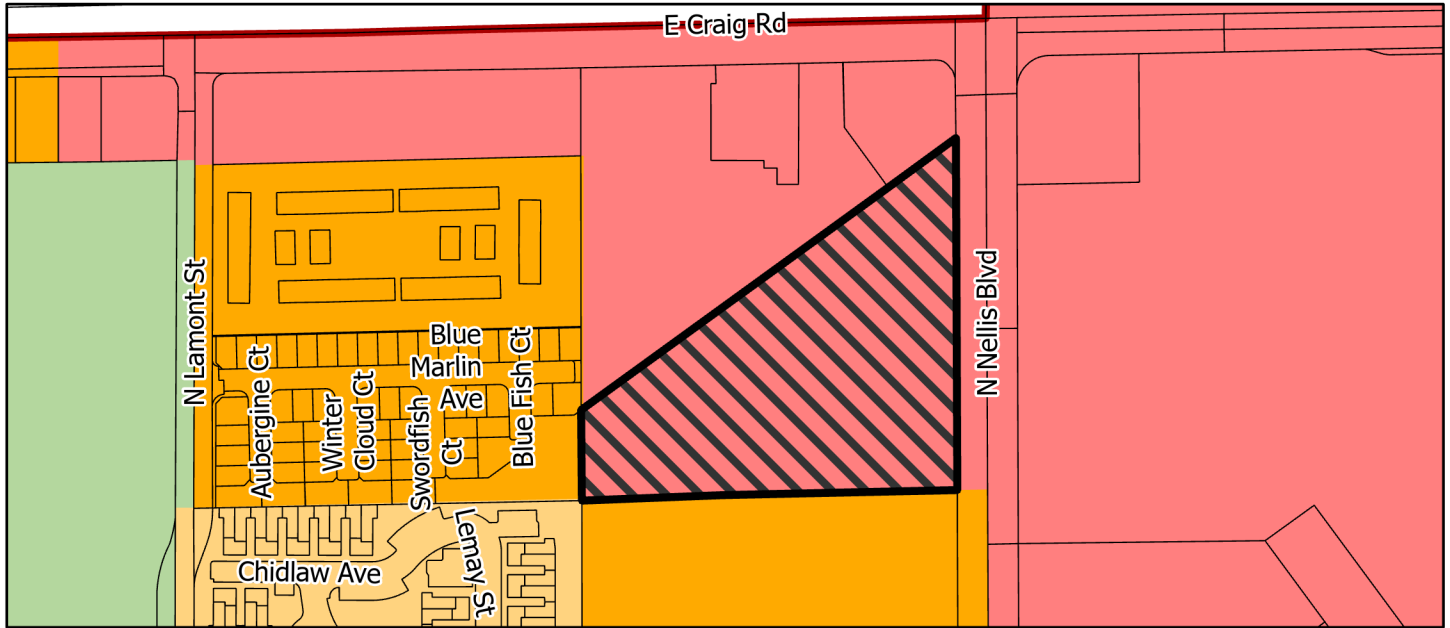 E Craig Rd
N Lamont St
N Nellis Blvd
Blue
Marlin
Ave
Blue Fish Ct
Aubergine Ct
Winter
Cloud Ct
Swordfish
Ct
Lemay St
Chidlaw Ave